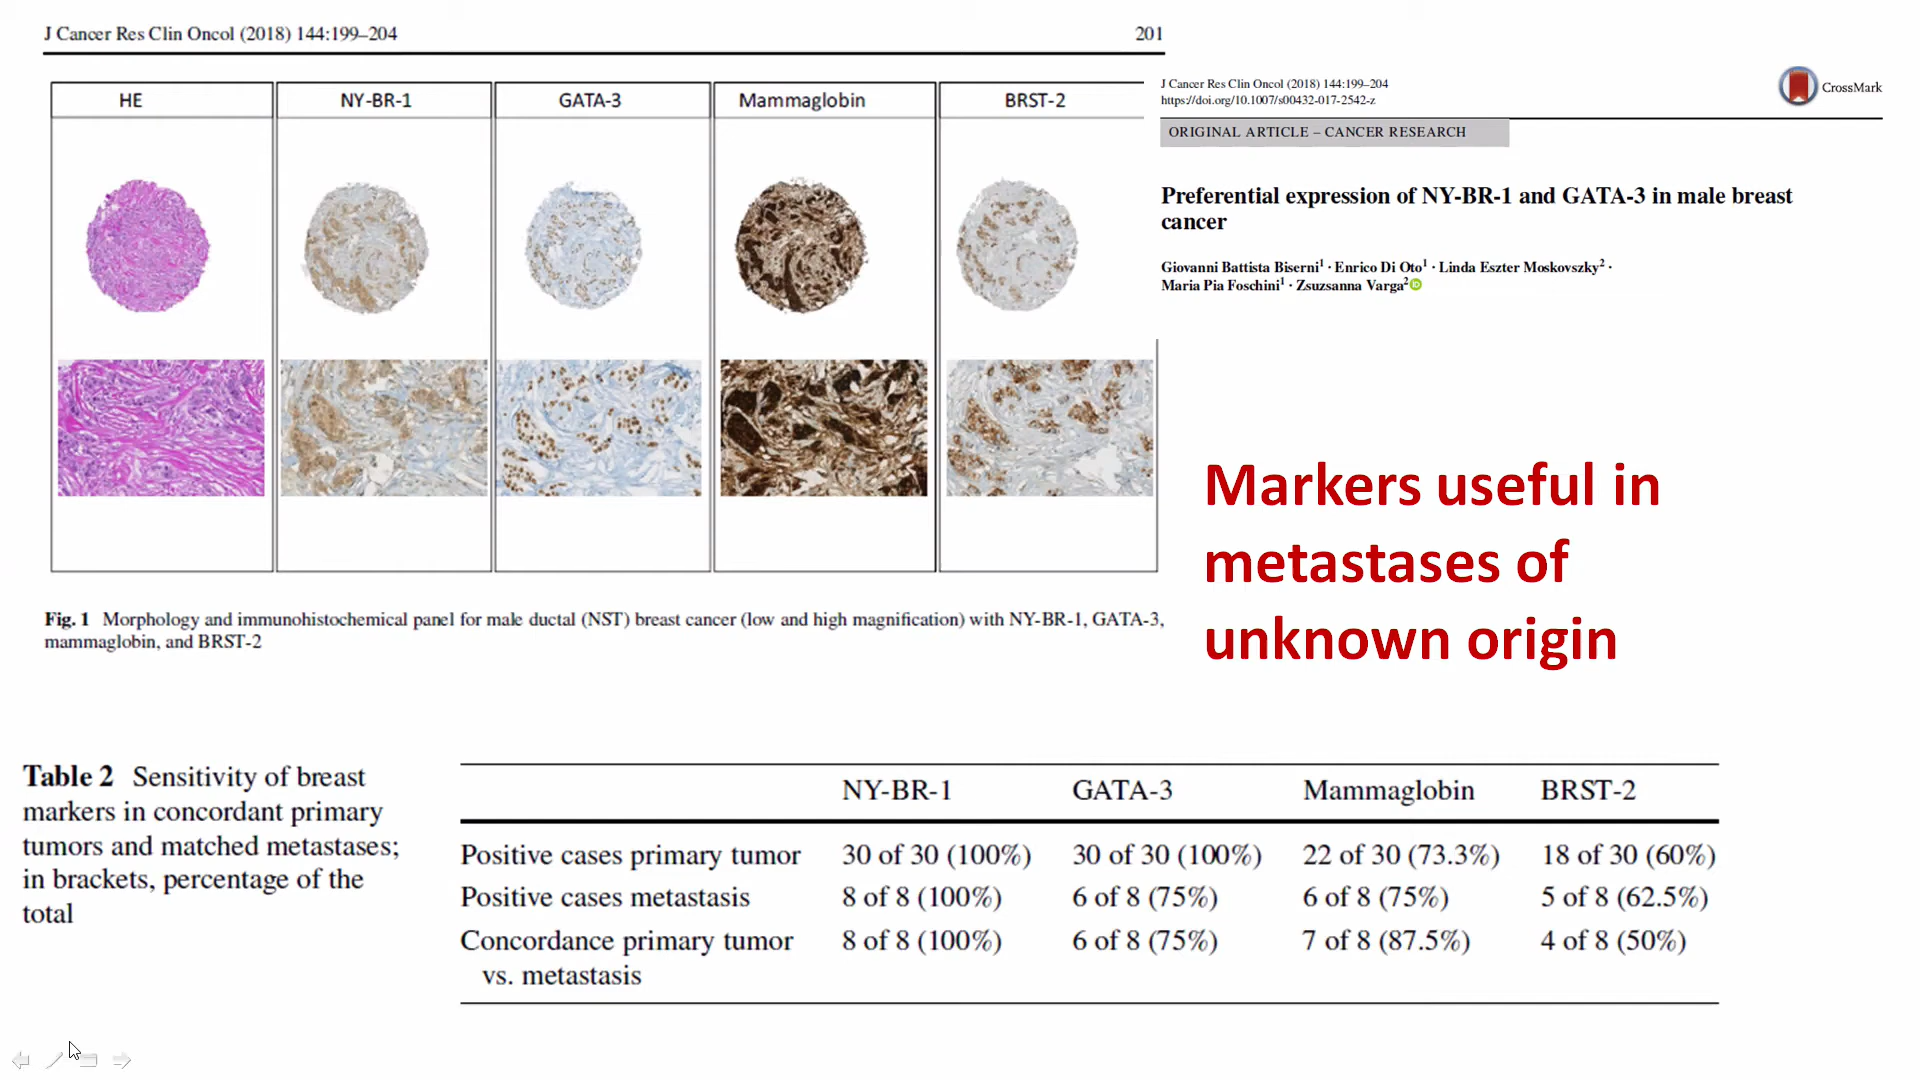 J Cancer Res Clin Oncol (2018) 144:199–204
201
HE
NY-BR-1
GATA-3
Mammaglobin
BRST-2
Fig. 1 Morphology and immunohistochemical panel for male ductal (NST) breast cancer (low and high magnification) with NY-BR-1, GATA-3,
mammaglobin, and BRST-2
J Cancer Res Clin Oncol (2018) 144:199–204
https://doi.org/10.1007/s00432-017-2542-z
CrossMark
ORIGINAL ARTICLE – CANCER RESEARCH
Preferential expression of NY-BR-1 and GATA-3 in male breast
cancer
Giovanni Battista Biserni1 · Enrico Di Oto1 · Linda Eszter Moskovszky2 ·
Maria Pia Foschini1 · Zsuzsanna Varga2 iD
Markers useful in
metastases of
unknown origin
Table 2 Sensitivity of breast
markers in concordant primary
tumors and matched metastases;
in brackets, percentage of the
total
NY-BR-1 GATA-3 Mammaglobin BRST-2
Positive cases primary tumor 30 of 30 (100%) 30 of 30 (100%) 22 of 30 (73.3%) 18 of 30 (60%)
Positive cases metastasis 8 of 8 (100%) 6 of 8 (75%) 6 of 8 (75%) 5 of 8 (62.5%)
Concordance primary tumor 8 of 8 (100%) 6 of 8 (75%) 7 of 8 (87.5%) 4 of 8 (50%)
vs. metastasis